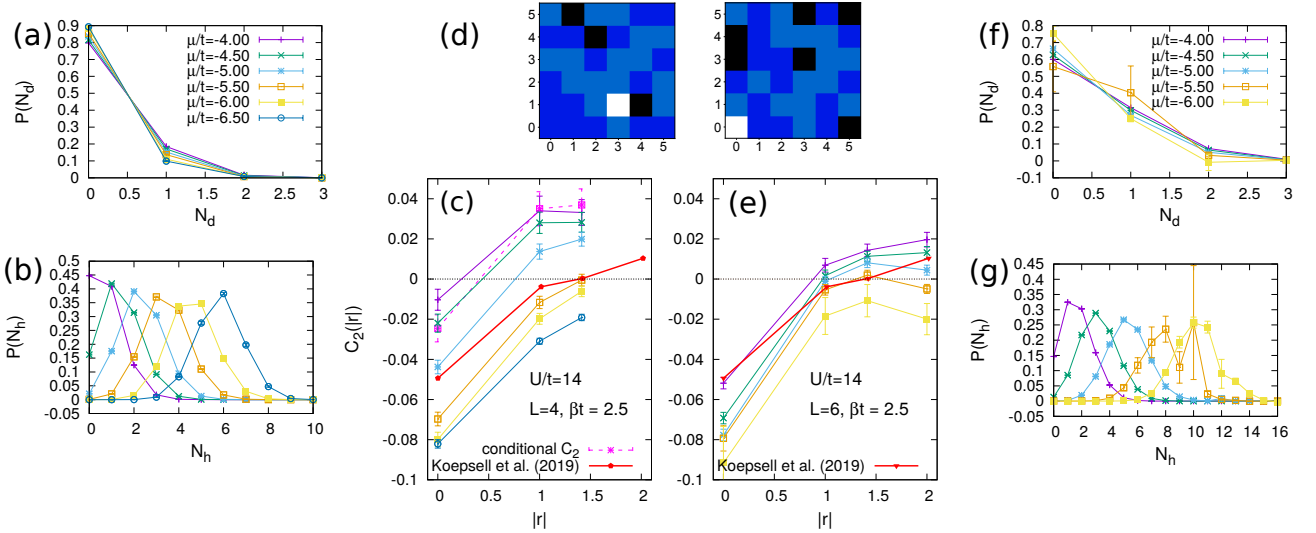 (a)
0.9
0.8
0.7
0.6
0.5
0.4
0.3
0.2
0.1
0
P(N_d)
μ/t=-4.00
μ/t=-4.50
μ/t=-5.00
μ/t=-5.50
μ/t=-6.00
μ/t=-6.50
0 0.5 1 1.5 2 2.5 3
N_d
(b)
0.5
0.45
0.4
0.35
0.3
0.25
0.2
0.15
0.1
0.05
0
-0.05
P(N_h)
0 2 4 6 8 10
N_h
(d)
5
4
3
2
1
0
0 1 2 3 4 5
5
4
3
2
1
0
0 1 2 3 4 5
(c)
0.04
0.02
0
-0.02
-0.04
-0.06
-0.08
-0.1
C_2(|r|)
U/t=14
L=4, βt = 2.5
conditional C_2
Koepsell et al. (2019)
0 0.5 1 1.5 2
|r|
(e)
0.04
0.02
0
-0.02
-0.04
-0.06
-0.08
-0.1
U/t=14
L=6, βt = 2.5
Koepsell et al. (2019)
0 0.5 1 1.5 2
|r|
(f)
0.9
0.8
0.7
0.6
0.5
0.4
0.3
0.2
0.1
0
-0.1
P(N_d)
μ/t=-4.00
μ/t=-4.50
μ/t=-5.00
μ/t=-5.50
μ/t=-6.00
0 0.5 1 1.5 2 2.5 3
N_d
(g)
0.45
0.4
0.35
0.3
0.25
0.2
0.15
0.1
0.05
0
-0.05
P(N_h)
0 2 4 6 8 10 12 14 16
N_h